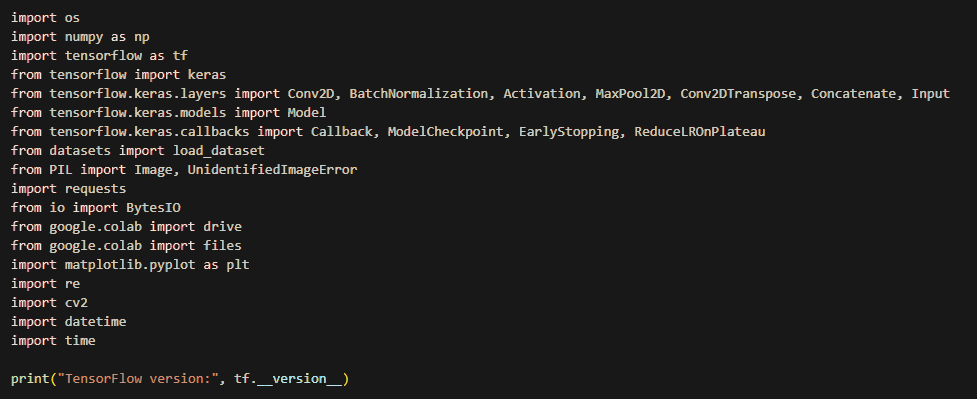 import os
import numpy as np
import tensorflow as tf
from tensorflow import keras
from tensorflow.keras.layers import Conv2D, BatchNormalization, Activation, MaxPool2D, Conv2DTranspose, Concatenate, Input
from tensorflow.keras.models import Model
from tensorflow.keras.callbacks import Callback, ModelCheckpoint, EarlyStopping, ReduceLROnPlateau
from datasets import load_dataset
from PIL import Image, UnidentifiedImageError
import requests
from io import BytesIO
from google.colab import drive
from google.colab import files
import matplotlib.pyplot as plt
import re
import cv2
import datetime
import time
print("TensorFlow version:", tf.__version__)